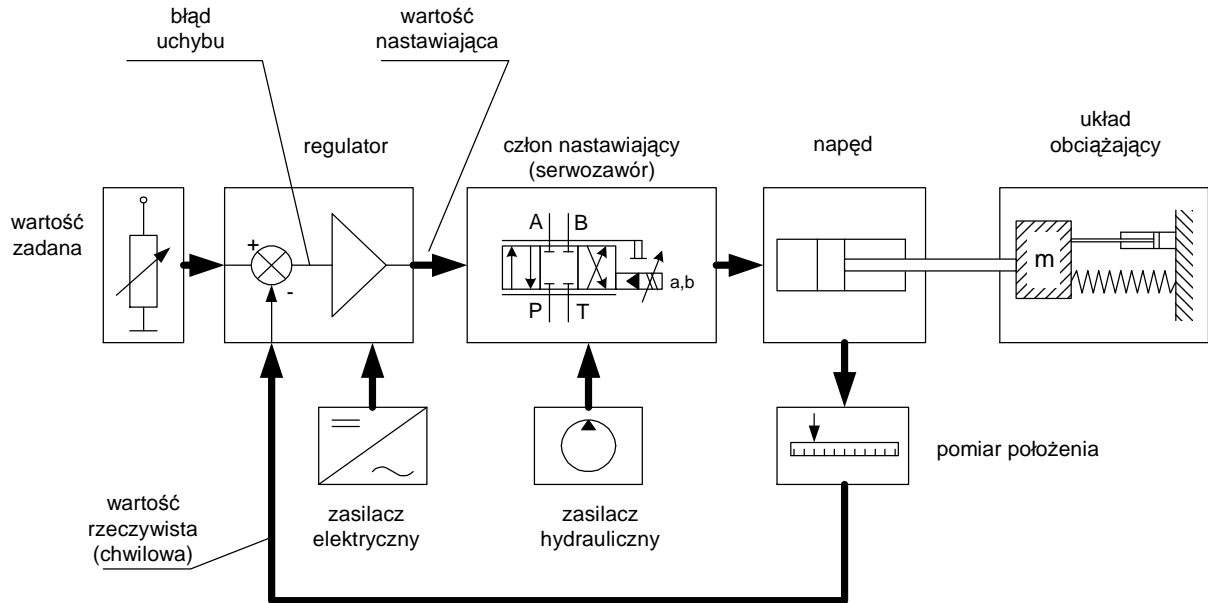 błąd
uchybu
wartość
nastawiająca
układ
obciążający
regulator
człon nastawiający
(serwozawór)
napęd
wartość
zadana
+
-
A
B
P
T
a,b
m
pomiar położenia
wartość
rzeczywista
(chwilowa)
zasilacz
elektryczny
zasilacz
hydrauliczny